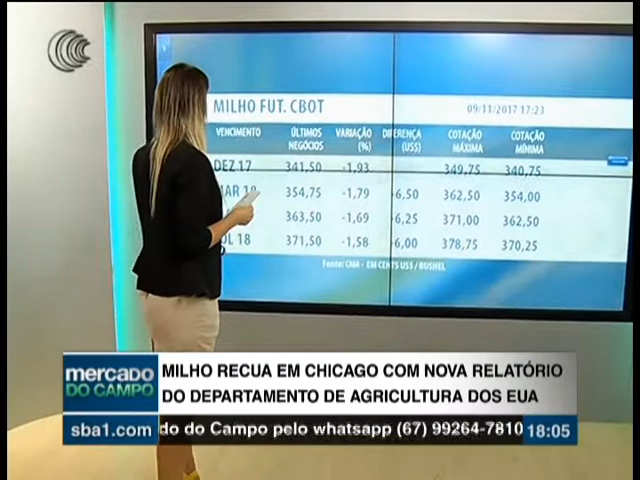 MILHO FUT. CBOT 09/11/2017 17:23
VENCIMENTO ÚLTIMOS NEGÓCIOS VARIAÇÃO (%) DIFERENÇA (US$) COTAÇÃO MÁXIMA COTAÇÃO MÍNIMA
DEZ 17 341,50 -1,93 349,75 340,75
MAR 18 354,75 -1,79 -6,50 362,50 354,00
363,50 -1,69 -6,25 371,00 362,50
OL 18 371,50 -1,58 -6,00 378,75 370,25
Fonte: CMA - EM CENTS US$ / BUSHEL
mercado
DO CAMPO
MILHO RECUA EM CHICAGO COM NOVA RELATÓRIO
DO DEPARTAMENTO DE AGRICULTURA DOS EUA
sba1.com do do Campo pelo whatsapp (67) 99264-7810 18:05